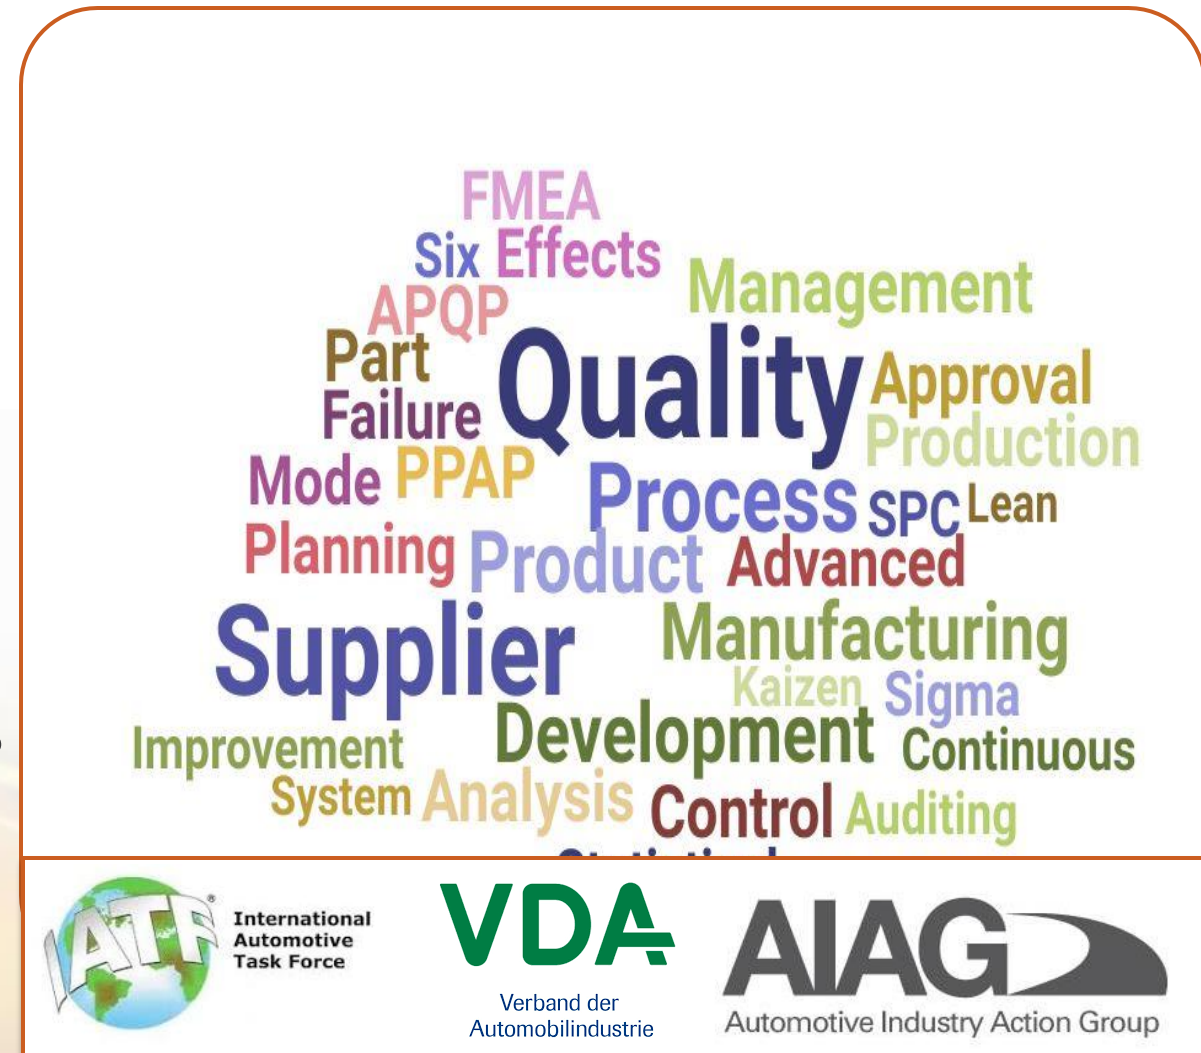 FMEA
Six Effects
Management
APQP
Part
Quality
Approval
Failure
Production
Mode PPAP
Process SPC Lean
Planning Product Advanced
Supplier
Manufacturing
Kaizen Sigma
Improvement
Development Continuous
System Analysis Control Auditing
IATF®
International
Automotive
Task Force
VDA
Verband der
Automobilindustrie
AIAG
Automotive Industry Action Group